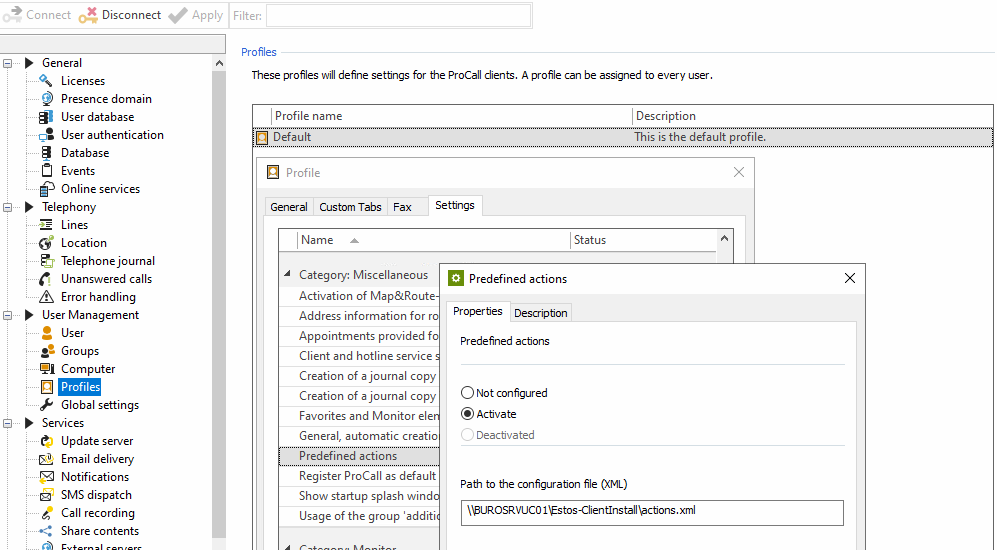 Connect Disconnect Apply Filter:
General
Licenses
Presence domain
User database
User authentication
Database
Events
Online services
Telephony
Lines
Location
Telephone journal
Unanswered calls
Error handling
User Management
User
Groups
Computer
Profiles
Global settings
Services
Update server
Email delivery
Notifications
SMS dispatch
Call recording
Share contents
External servers
Profiles
These profiles will define settings for the ProCall clients. A profile can be assigned to every user.
Profile name Description
Default This is the default profile.
Profile
General Custom Tabs Fax Settings
Name Status
Category: Miscellaneous
Activation of Map&Route-
Address information for ro
Appointments provided fo
Client and hotline service s
Creation of a journal copy
Creation of a journal copy
Favorites and Monitor elen
General, automatic creatio
Predefined actions
Register ProCall as default
Show startup splash windo
Usage of the group 'additio
Category: Monitor
Predefined actions
Properties Description
Predefined actions
Not configured
Activate
Deactivated
Path to the configuration file (XML)
\\BUROSRVUC01\Estos-ClientInstall\actions.xml